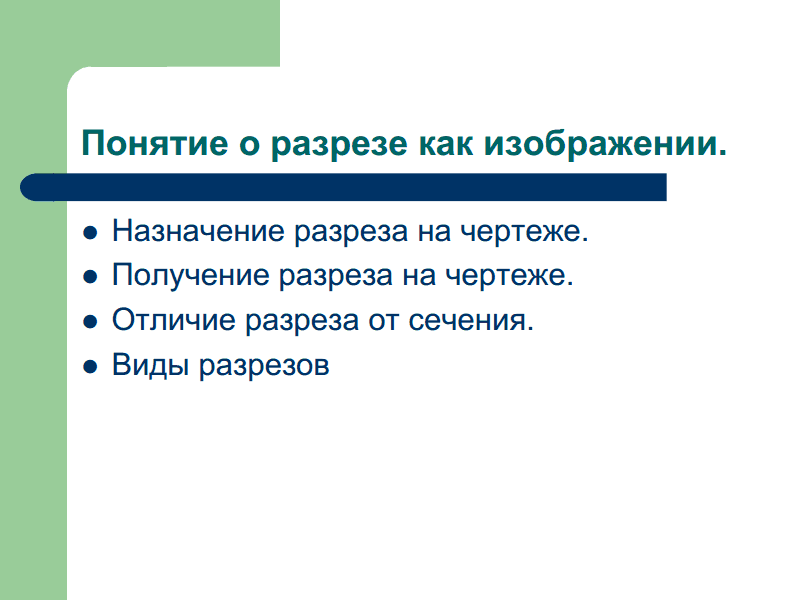 Понятие о разрезе как изображении.
Назначение разреза на чертеже.
Получение разреза на чертеже.
Отличие разреза от сечения.
Виды разрезов